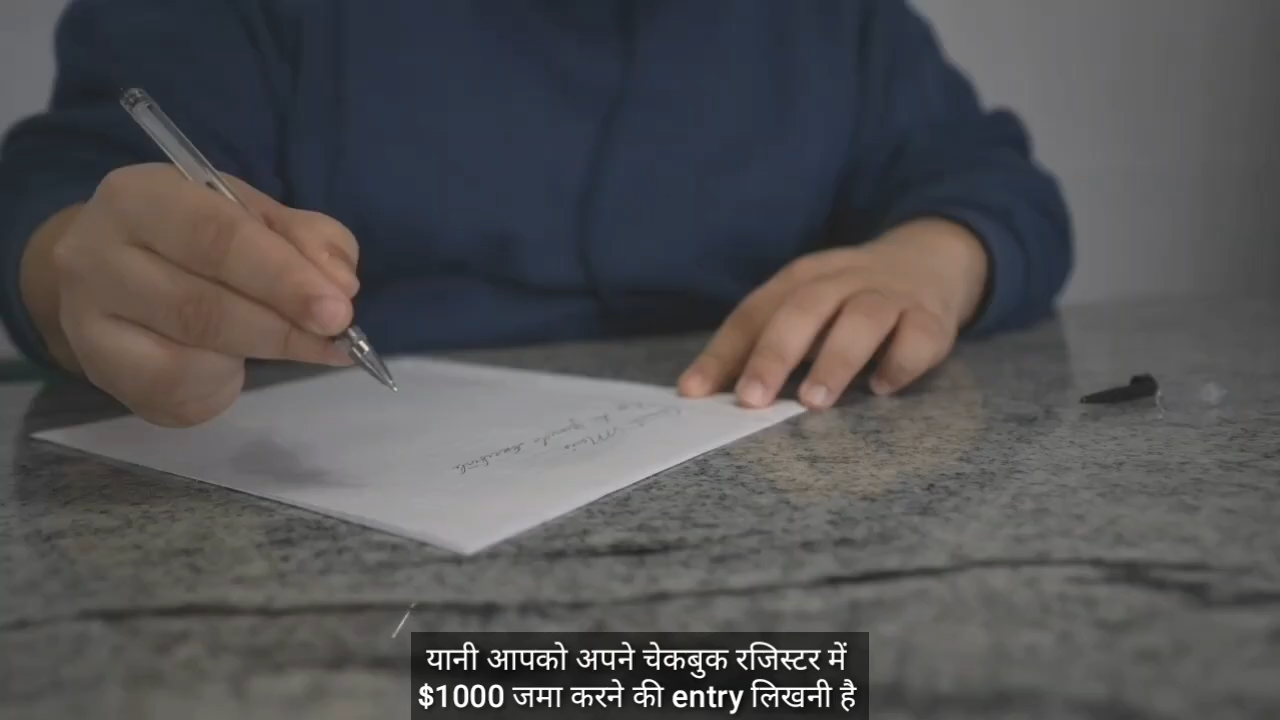 यानी आपको अपने चेकबुक रजिस्टर में
$1000 जमा करने की entry लिखनी है